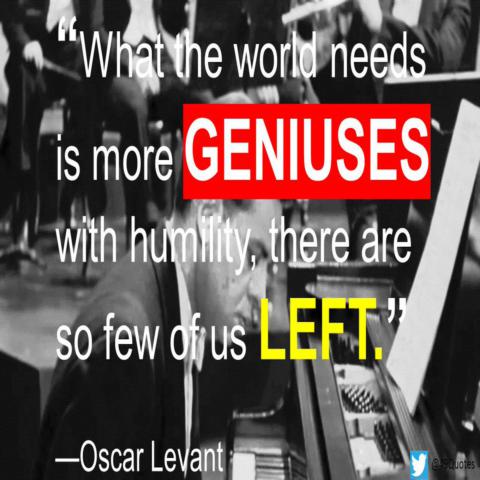 “What the world needs
is more GENIUSES
with humility, there are
so few of us LEFT.”
—Oscar Levant